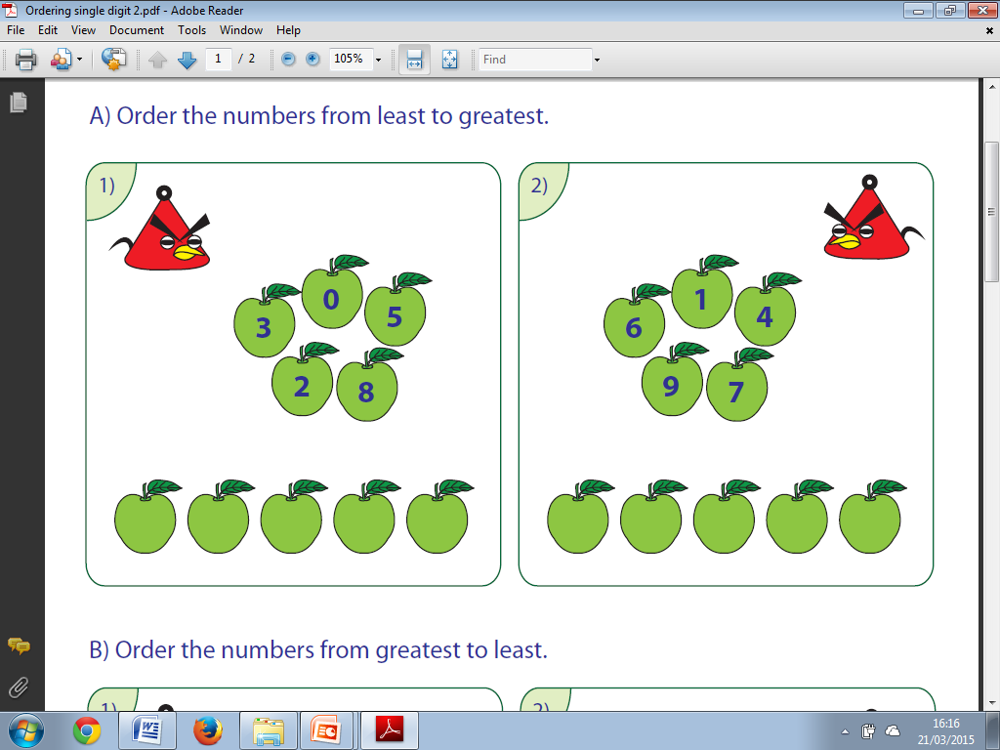 Ordering single digit 2.pdf - Adobe Reader
File Edit View Document Tools Window Help
1 / 2 105% Find
A) Order the numbers from least to greatest.
1) 2)
0 1
3 5 6 4
2 8 9 7
B) Order the numbers from greatest to least.
1) 2)
16:16
21/03/2015